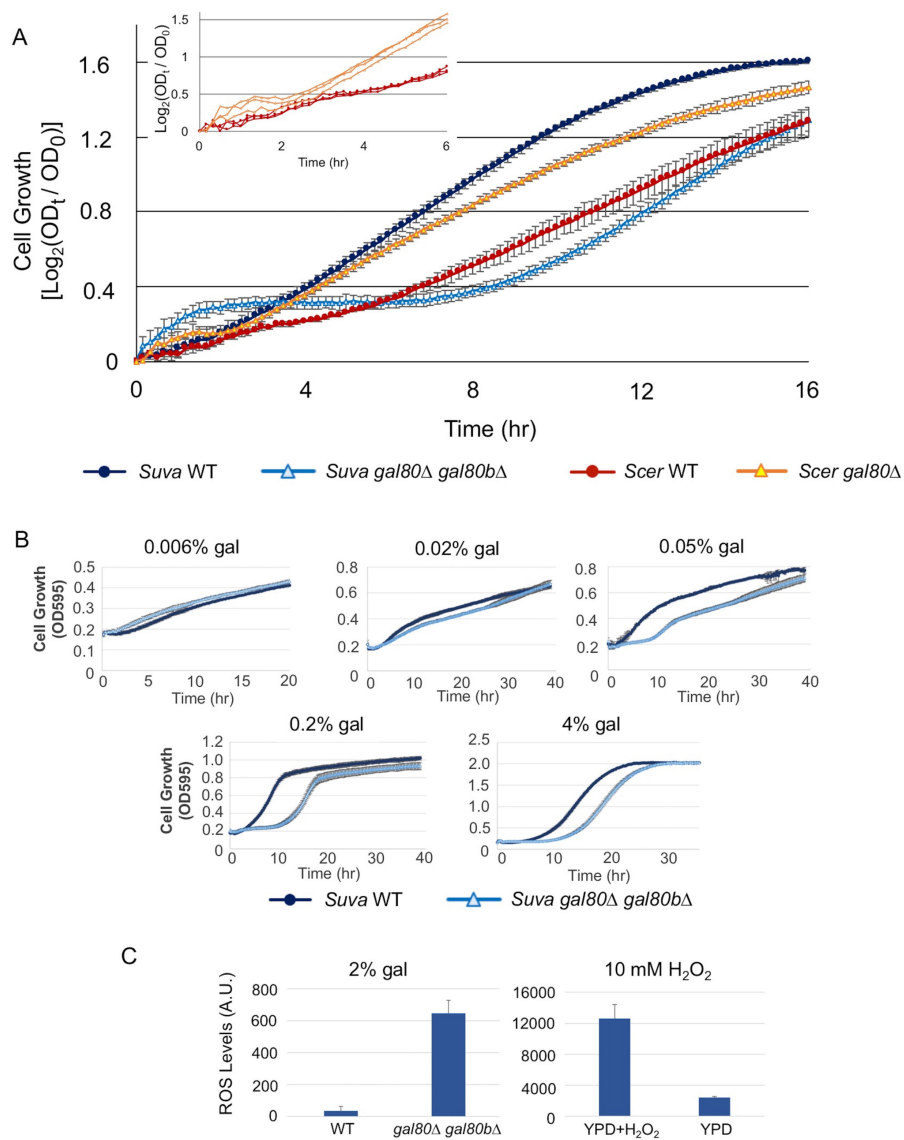 A
Log₂(ODₜ / OD₀)
1.5
1
0.5
0
0
2
4
6
Time (hr)
Cell Growth
[Log₂(ODₜ / OD₀)]
1.6
1.2
0.8
0.4
0
0
4
8
12
16
Time (hr)
Suva WT
Suva gal80Δ gal80bΔ
Scer WT
Scer gal80Δ
B
0.006% gal
0.02% gal
0.05% gal
Cell Growth
(OD595)
0.5
0.4
0.3
0.2
0.1
0
0
5
10
15
20
Time (hr)
0.8
0.6
0.4
0.2
0
0
10
20
30
40
Time (hr)
0.8
0.6
0.4
0.2
0
0
10
20
30
40
Time (hr)
0.2% gal
4% gal
Cell Growth
(OD595)
1.2
1.0
0.8
0.6
0.4
0.2
0
0
10
20
30
40
Time (hr)
2.5
2.0
1.5
1.0
0.5
0
0
10
20
30
Time (hr)
Suva WT
Suva gal80Δ gal80bΔ
C
2% gal
10 mM H₂O₂
ROS Levels (A.U.)
800
600
400
200
0
WT
gal80Δ gal80bΔ
16000
12000
8000
4000
0
YPD+H₂O₂
YPD